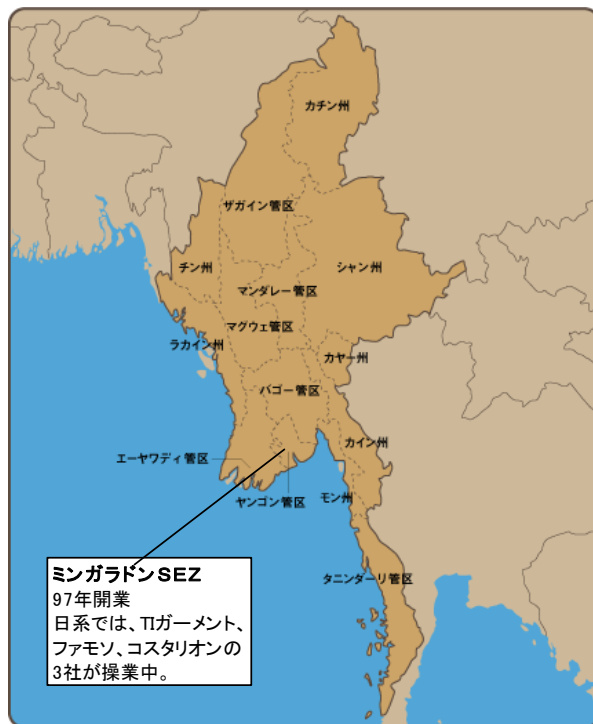 カチン州
ザガイン管区
チン州
シャン州
マンダレー管区
マグウェ管区
ラカイン州
カヤー州
バゴー管区
カイン州
エーヤワディ管区
ヤンゴン管区
モン州
ミンガラドンSEZ
97年開業
日系では、TIガーメント、
ファモソ、コスタリオンの
3社が操業中。
タニンダーリ管区